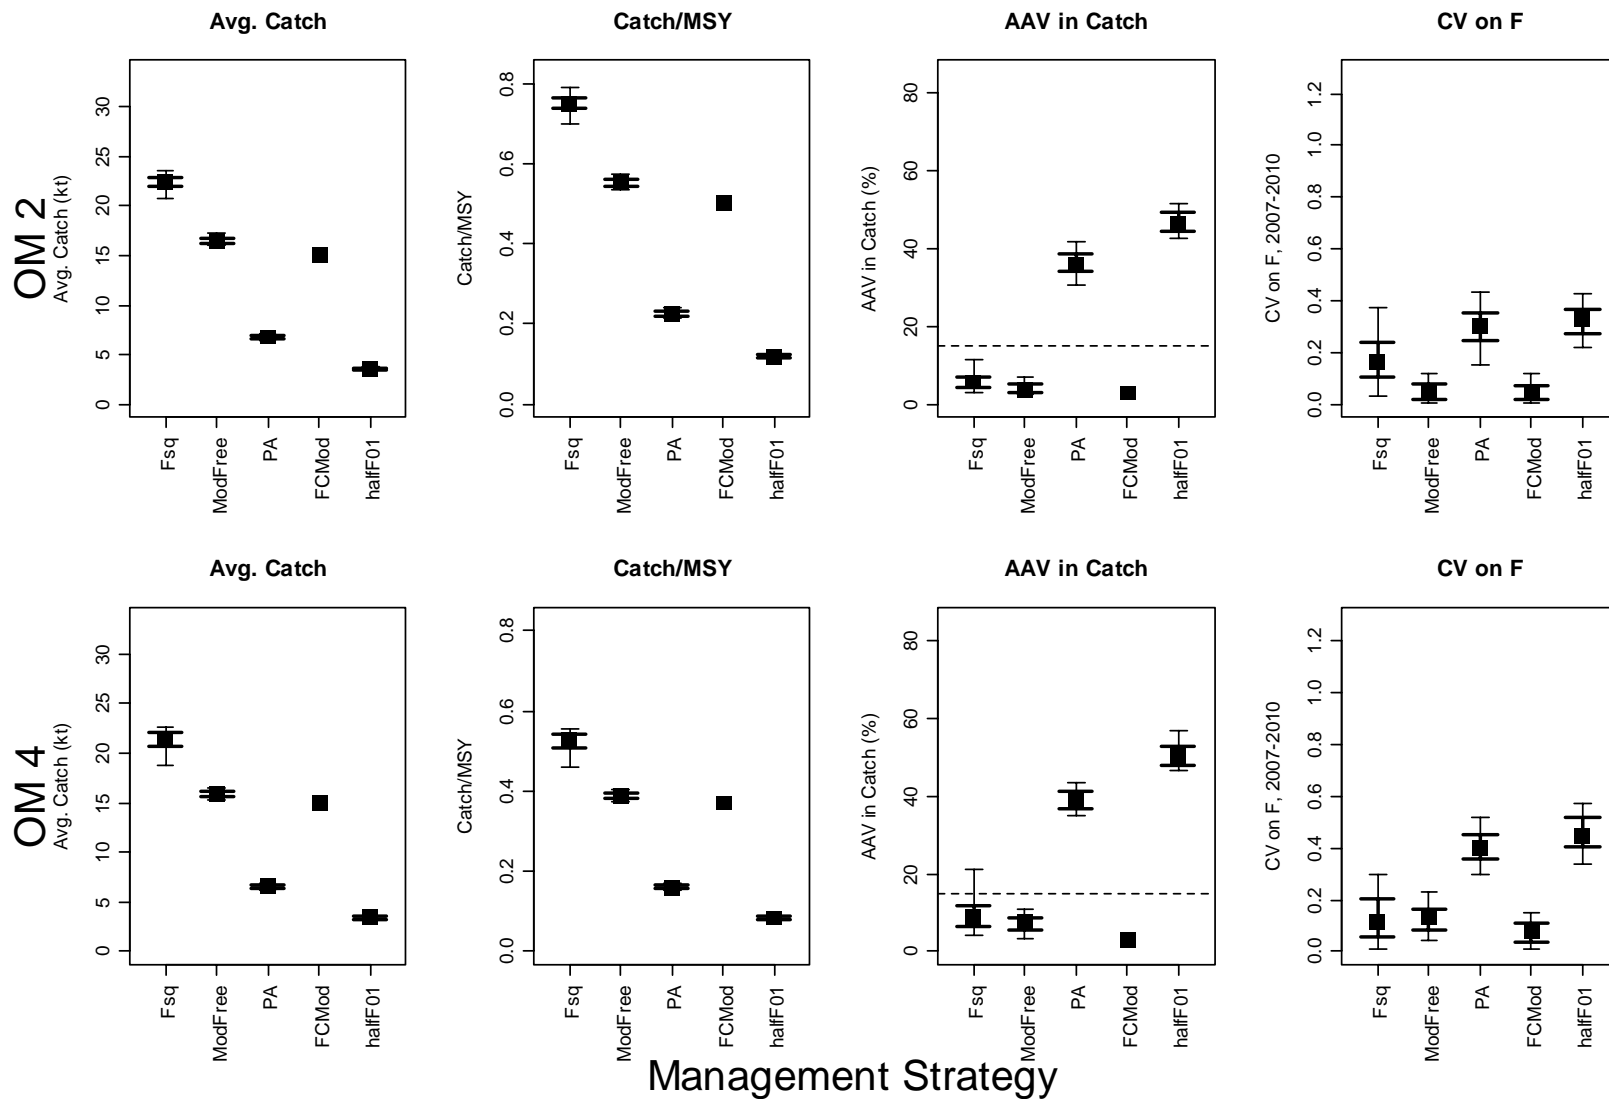 Avg. Catch
Catch/MSY
AAV in Catch
CV on F
OM 2
Avg. Catch (kt)
0 5 10 15 20 25 30
Fsq ModFree PA FCMod halfF01
Catch/MSY
0.0 0.2 0.4 0.6 0.8
Fsq ModFree PA FCMod halfF01
AAV in Catch (%)
0 20 40 60 80
Fsq ModFree PA FCMod halfF01
CV on F, 2007-2010
0.0 0.2 0.4 0.6 0.8 1.0 1.2
Fsq ModFree PA FCMod halfF01
Avg. Catch
Catch/MSY
AAV in Catch
CV on F
OM 4
Avg. Catch (kt)
0 5 10 15 20 25 30
Fsq ModFree PA FCMod halfF01
Catch/MSY
0.0 0.2 0.4 0.6 0.8
Fsq ModFree PA FCMod halfF01
AAV in Catch (%)
0 20 40 60 80
Fsq ModFree PA FCMod halfF01
CV on F, 2007-2010
0.0 0.2 0.4 0.6 0.8 1.0 1.2
Fsq ModFree PA FCMod halfF01
Management Strategy